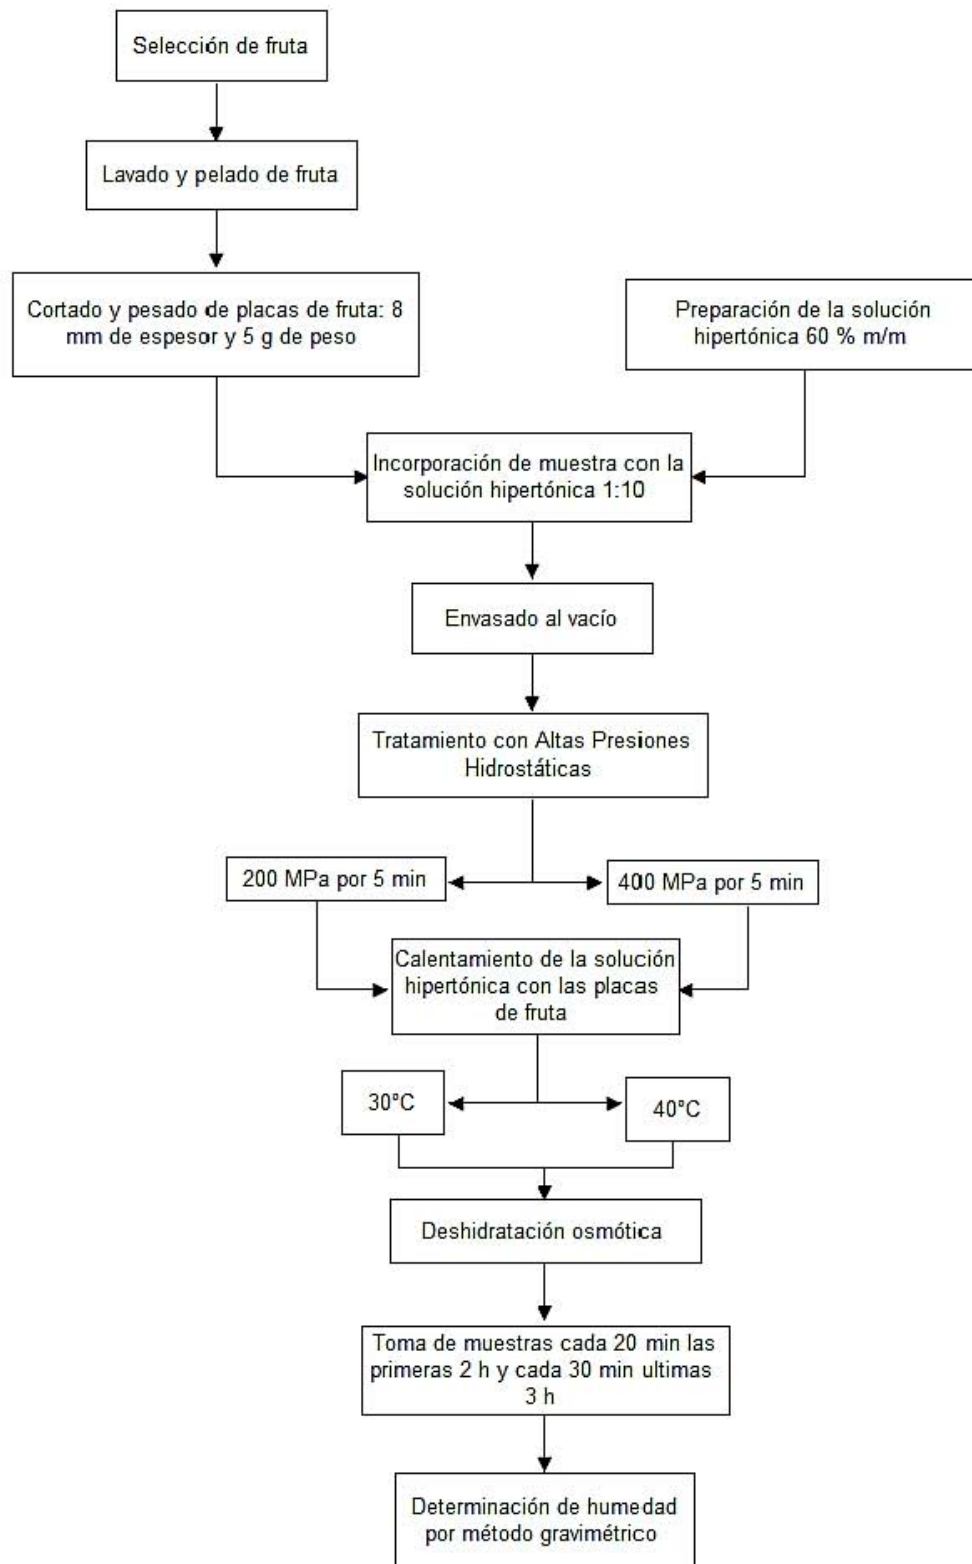 Selección de fruta
Lavado y pelado de fruta
Cortado y pesado de placas de fruta: 8
mm de espesor y 5 g de peso
Preparación de la solución
hipertónica 60 % m/m
Incorporación de muestra con la
solución hipertónica 1:10
Envasado al vacío
Tratamiento con Altas Presiones
Hidrostáticas
200 MPa por 5 min
400 MPa por 5 min
Calentamiento de la solución
hipertónica con las placas
de fruta
30°C
40°C
Deshidratación osmótica
Toma de muestras cada 20 min las
primeras 2 h y cada 30 min ultimas
3 h
Determinación de humedad
por método gravimétrico